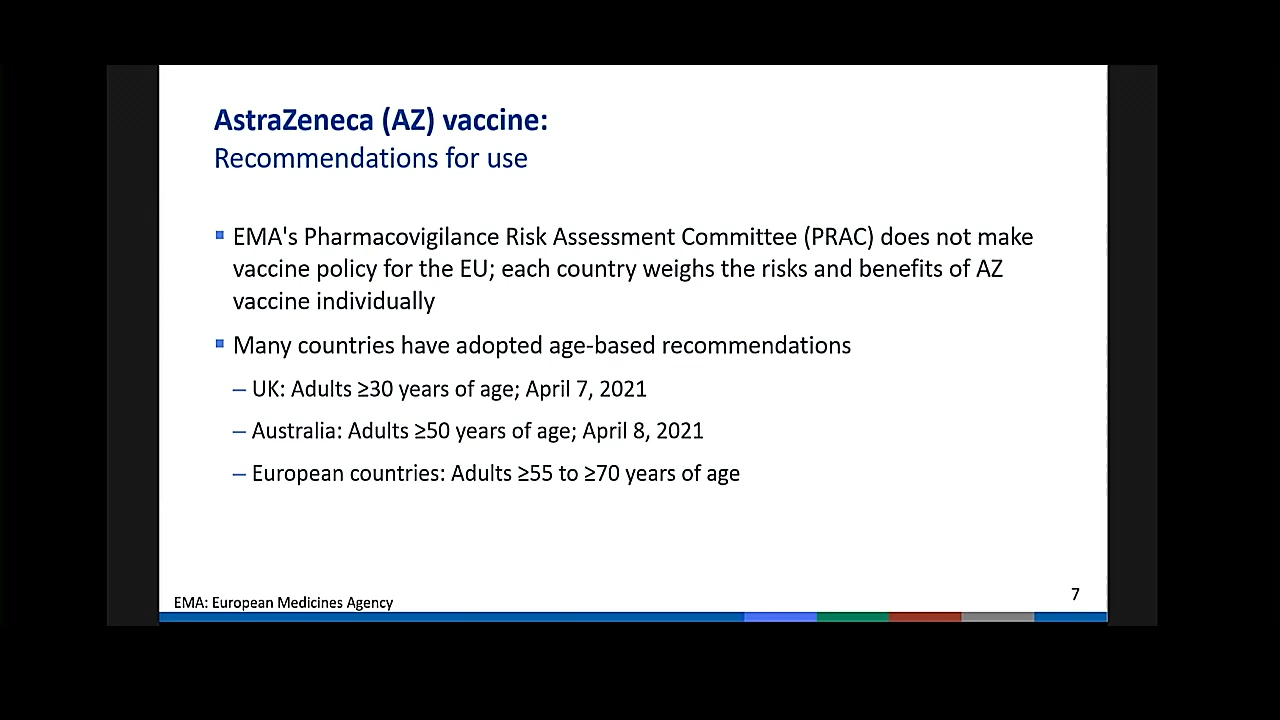 AstraZeneca (AZ) vaccine:
Recommendations for use
EMA's Pharmacovigilance Risk Assessment Committee (PRAC) does not make
vaccine policy for the EU; each country weighs the risks and benefits of AZ
vaccine individually
Many countries have adopted age-based recommendations
– UK: Adults ≥30 years of age; April 7, 2021
– Australia: Adults ≥50 years of age; April 8, 2021
– European countries: Adults ≥55 to ≥70 years of age
EMA: European Medicines Agency
7